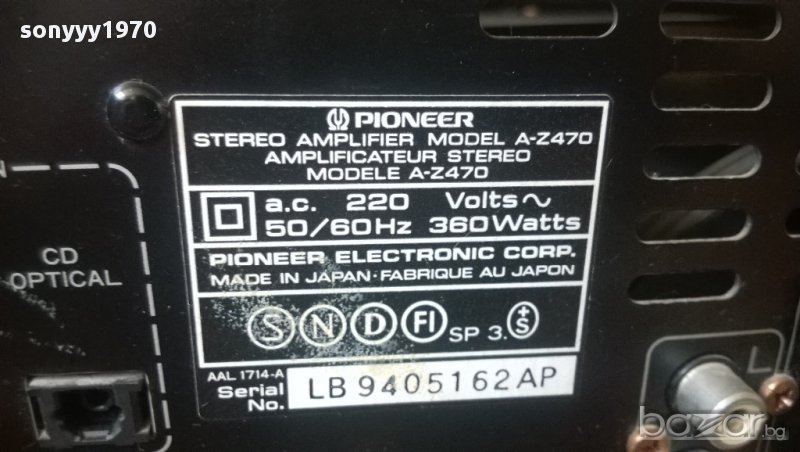 sonyyy1970
PIONEER
STEREO AMPLIFIER MODEL A-Z470
AMPLIFICATEUR STEREO
MODELE A-Z470
a.c. 220 Volts∿
50/60Hz 360Watts
PIONEER ELECTRONIC CORP.
MADE IN JAPAN·FABRIQUE AU JAPON
S N D FI SP 3. +S
AAL 1714-A
Serial No. LB 9405162AP
CD
OPTICAL
L
bazar.bg